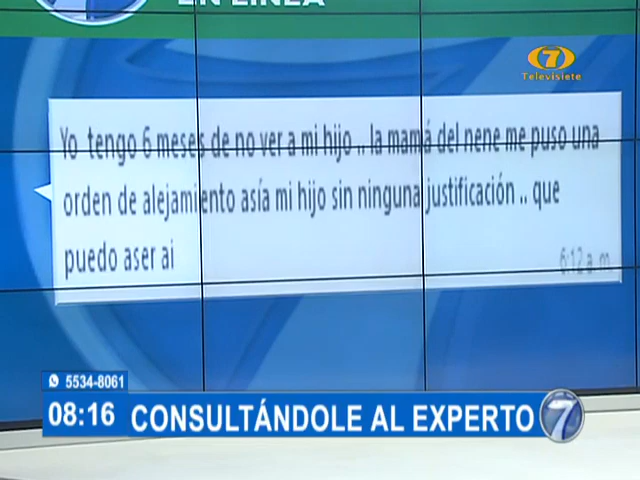 EN LÍNEA
7
Televisiete
Yo tengo 6 meses de no ver a mi hijo .. la mamá del nene me puso una
orden de alejamiento asía mi hijo sin ninguna justificación .. que
puedo aser ai
6:12 a. m.
5534-8061
08:16 CONSULTÁNDOLE AL EXPERTO 7